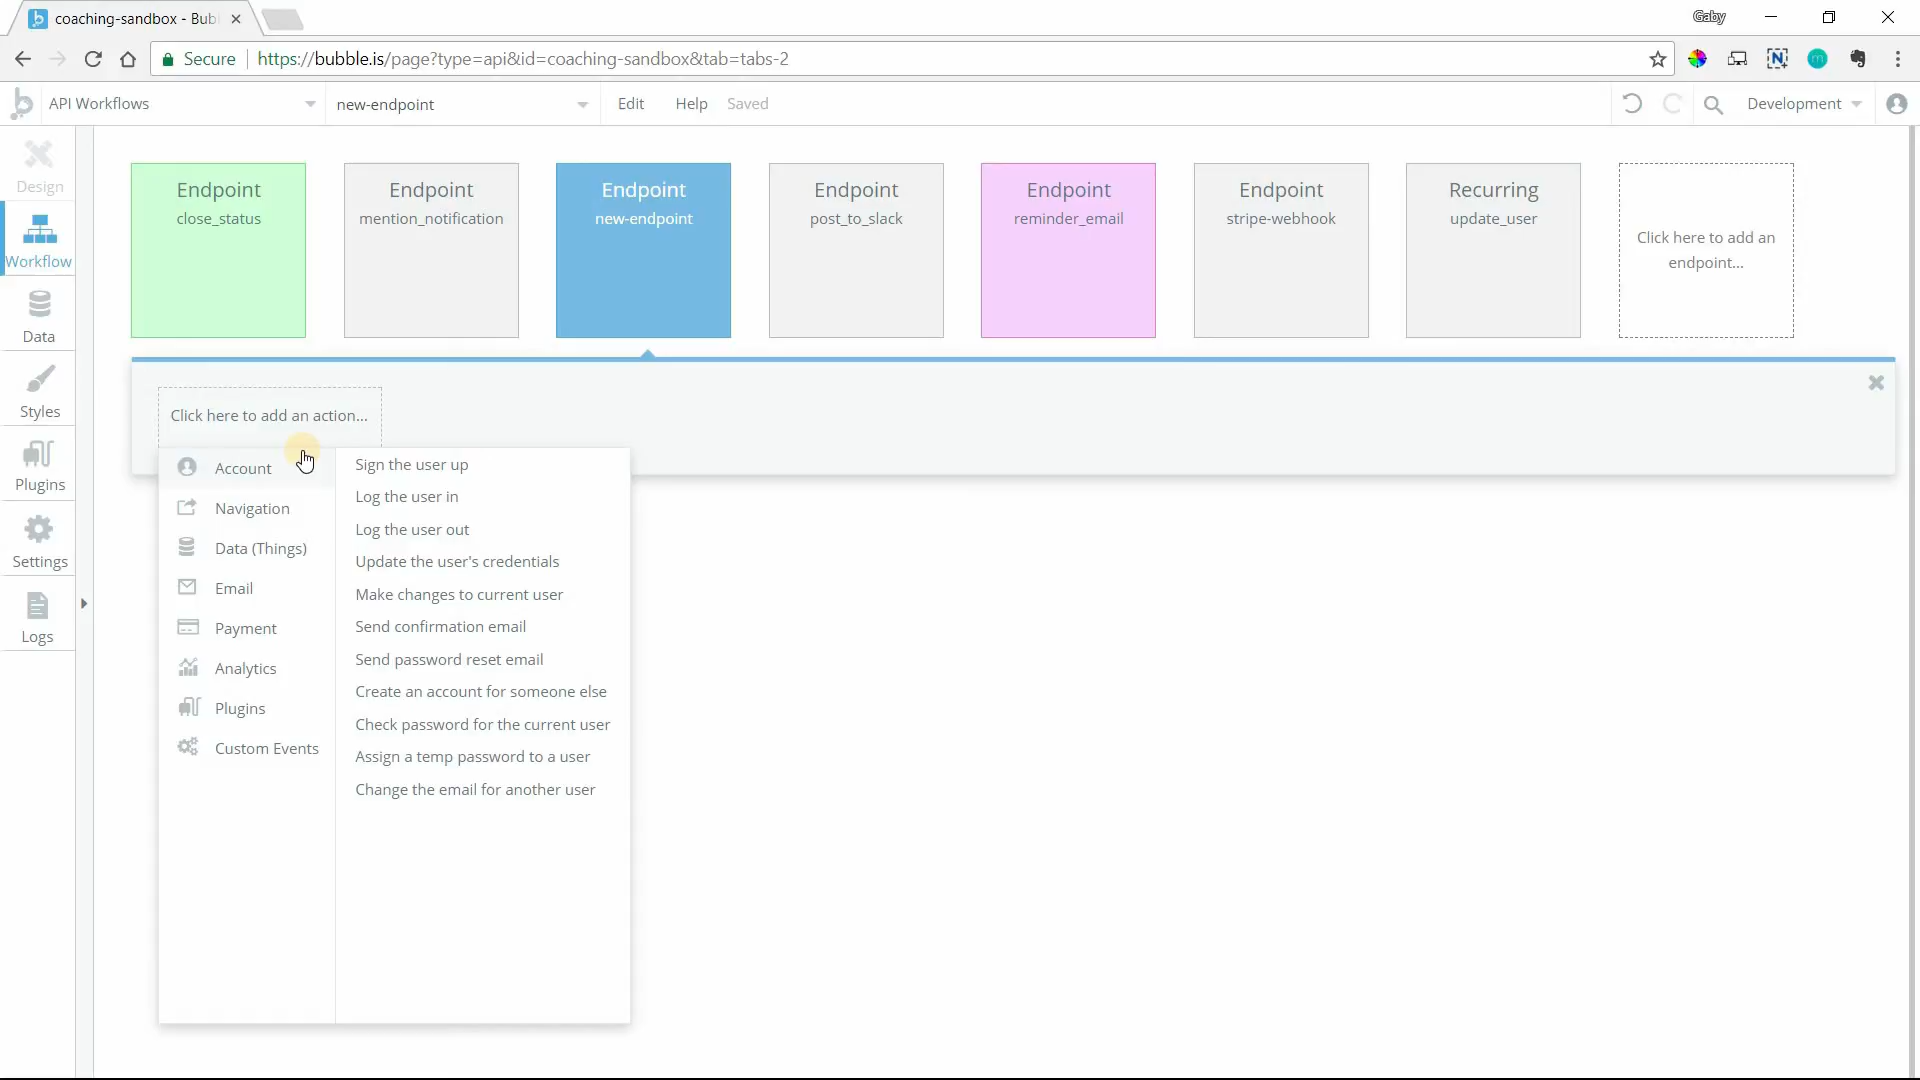 coaching-sandbox - Bub
Gaby
Secure
https://bubble.is/page?type=api&id=coaching-sandbox&tab=tabs-2
API Workflows
new-endpoint
Edit
Help
Saved
Development
Design
Workflow
Data
Styles
Plugins
Settings
Logs
Endpoint
close_status
Endpoint
mention_notification
Endpoint
new-endpoint
Endpoint
post_to_slack
Endpoint
reminder_email
Endpoint
stripe-webhook
Recurring
update_user
Click here to add an
endpoint...
Click here to add an action...
Account
Navigation
Data (Things)
Email
Payment
Analytics
Plugins
Custom Events
Sign the user up
Log the user in
Log the user out
Update the user's credentials
Make changes to current user
Send confirmation email
Send password reset email
Create an account for someone else
Check password for the current user
Assign a temp password to a user
Change the email for another user